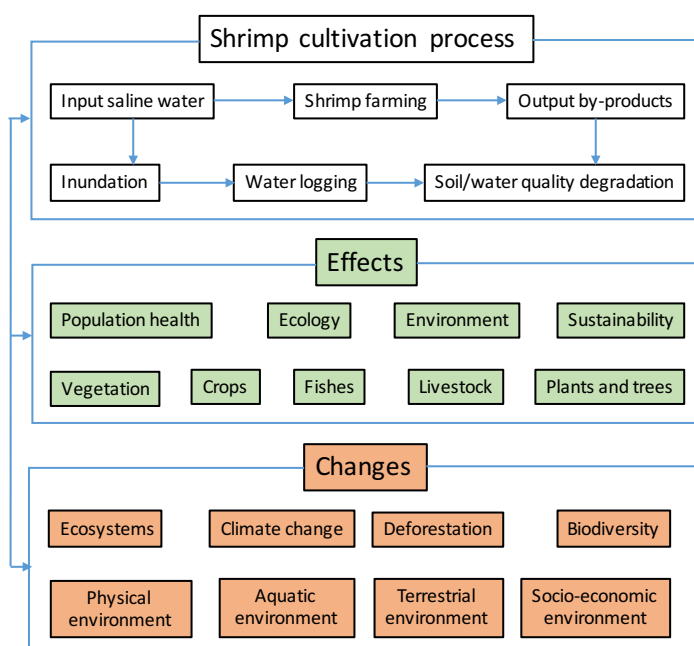 Shrimp cultivation process
Input saline water
Shrimp farming
Output by-products
Inundation
Water logging
Soil/water quality degradation
Effects
Population health
Ecology
Environment
Sustainability
Vegetation
Crops
Fishes
Livestock
Plants and trees
Changes
Ecosystems
Climate change
Deforestation
Biodiversity
Physical
environment
Aquatic
environment
Terrestrial
environment
Socio-economic
environment